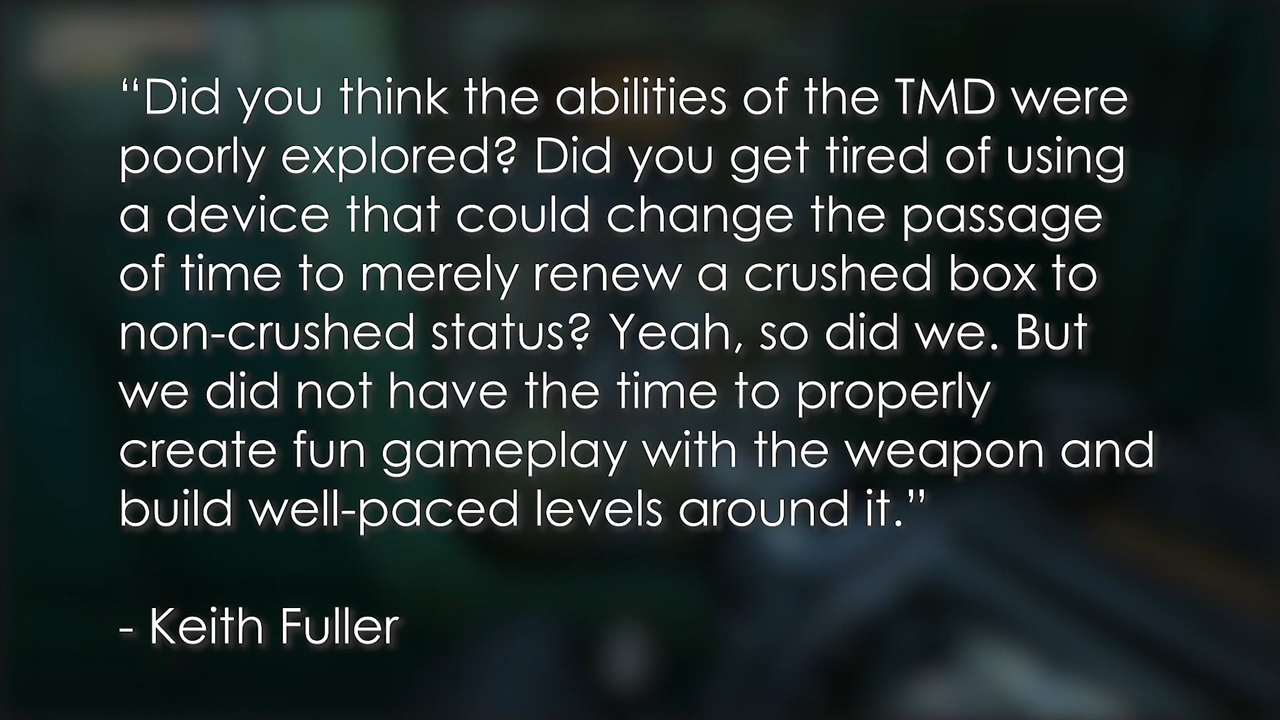 “Did you think the abilities of the TMD were
poorly explored? Did you get tired of using
a device that could change the passage
of time to merely renew a crushed box to
non-crushed status? Yeah, so did we. But
we did not have the time to properly
create fun gameplay with the weapon and
build well-paced levels around it.”
- Keith Fuller